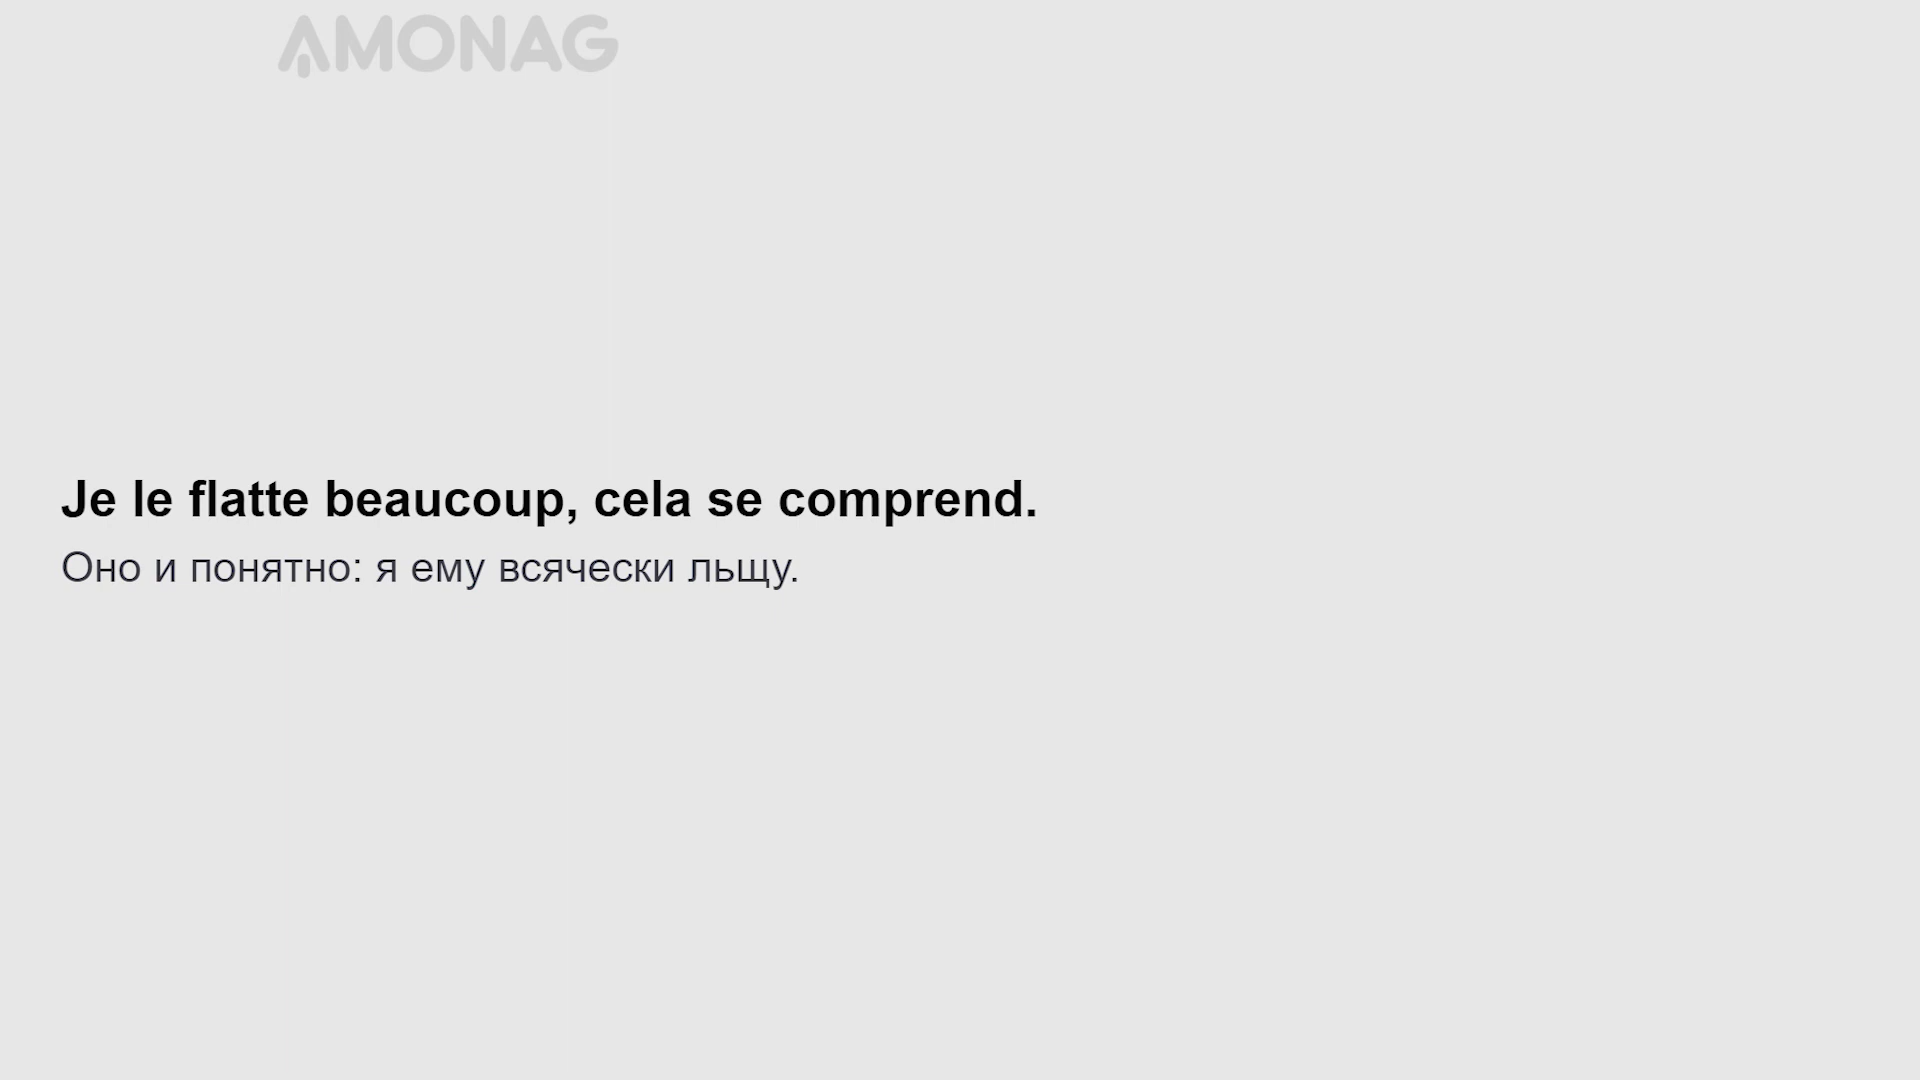 AMONAG
Je le flatte beaucoup, cela se comprend.
Оно и понятно: я ему всячески льщу.